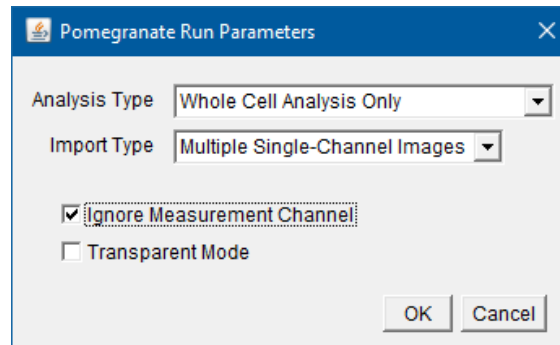 Pomegranate Run Parameters
Analysis Type Whole Cell Analysis Only
Import Type Multiple Single-Channel Images
Ignore Measurement Channel
Transparent Mode
OK Cancel